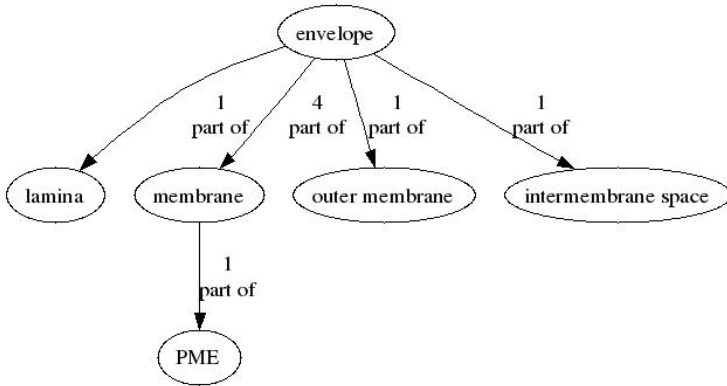 envelope
1
part of
4
part of
1
part of
1
part of
lamina
membrane
outer membrane
intermembrane space
1
part of
PME